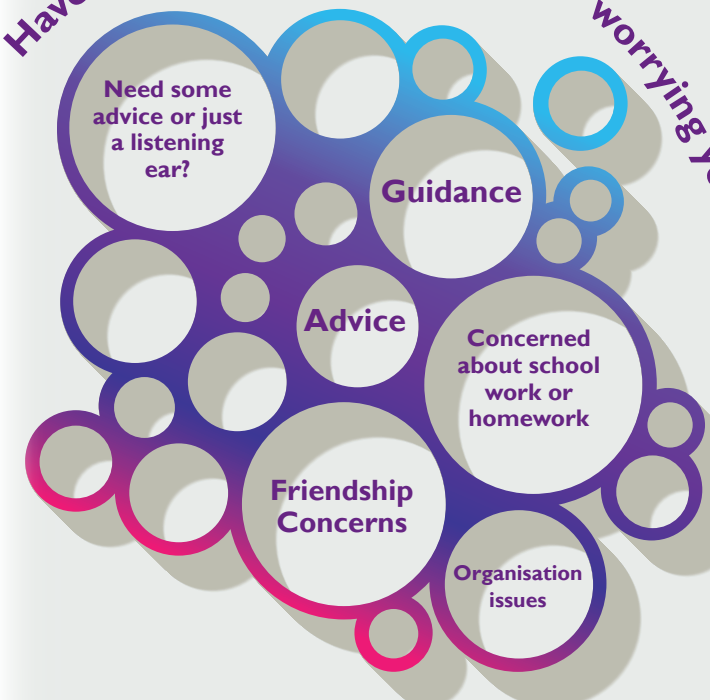 Have
worrying
Need some
advice or just
a listening
ear?
Guidance
Advice
Concerned
about school
work or
homework
Friendship
Concerns
Organisation
issues